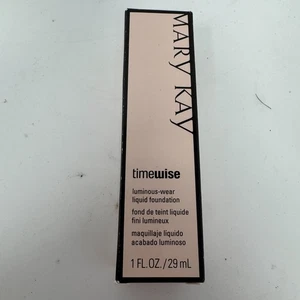 MARY KAY
timewise
luminous-wear
liquid foundation
fond de teint liquide
fini lumineux
maquillaje líquido
acabado luminoso
1 FL.OZ./29 mL